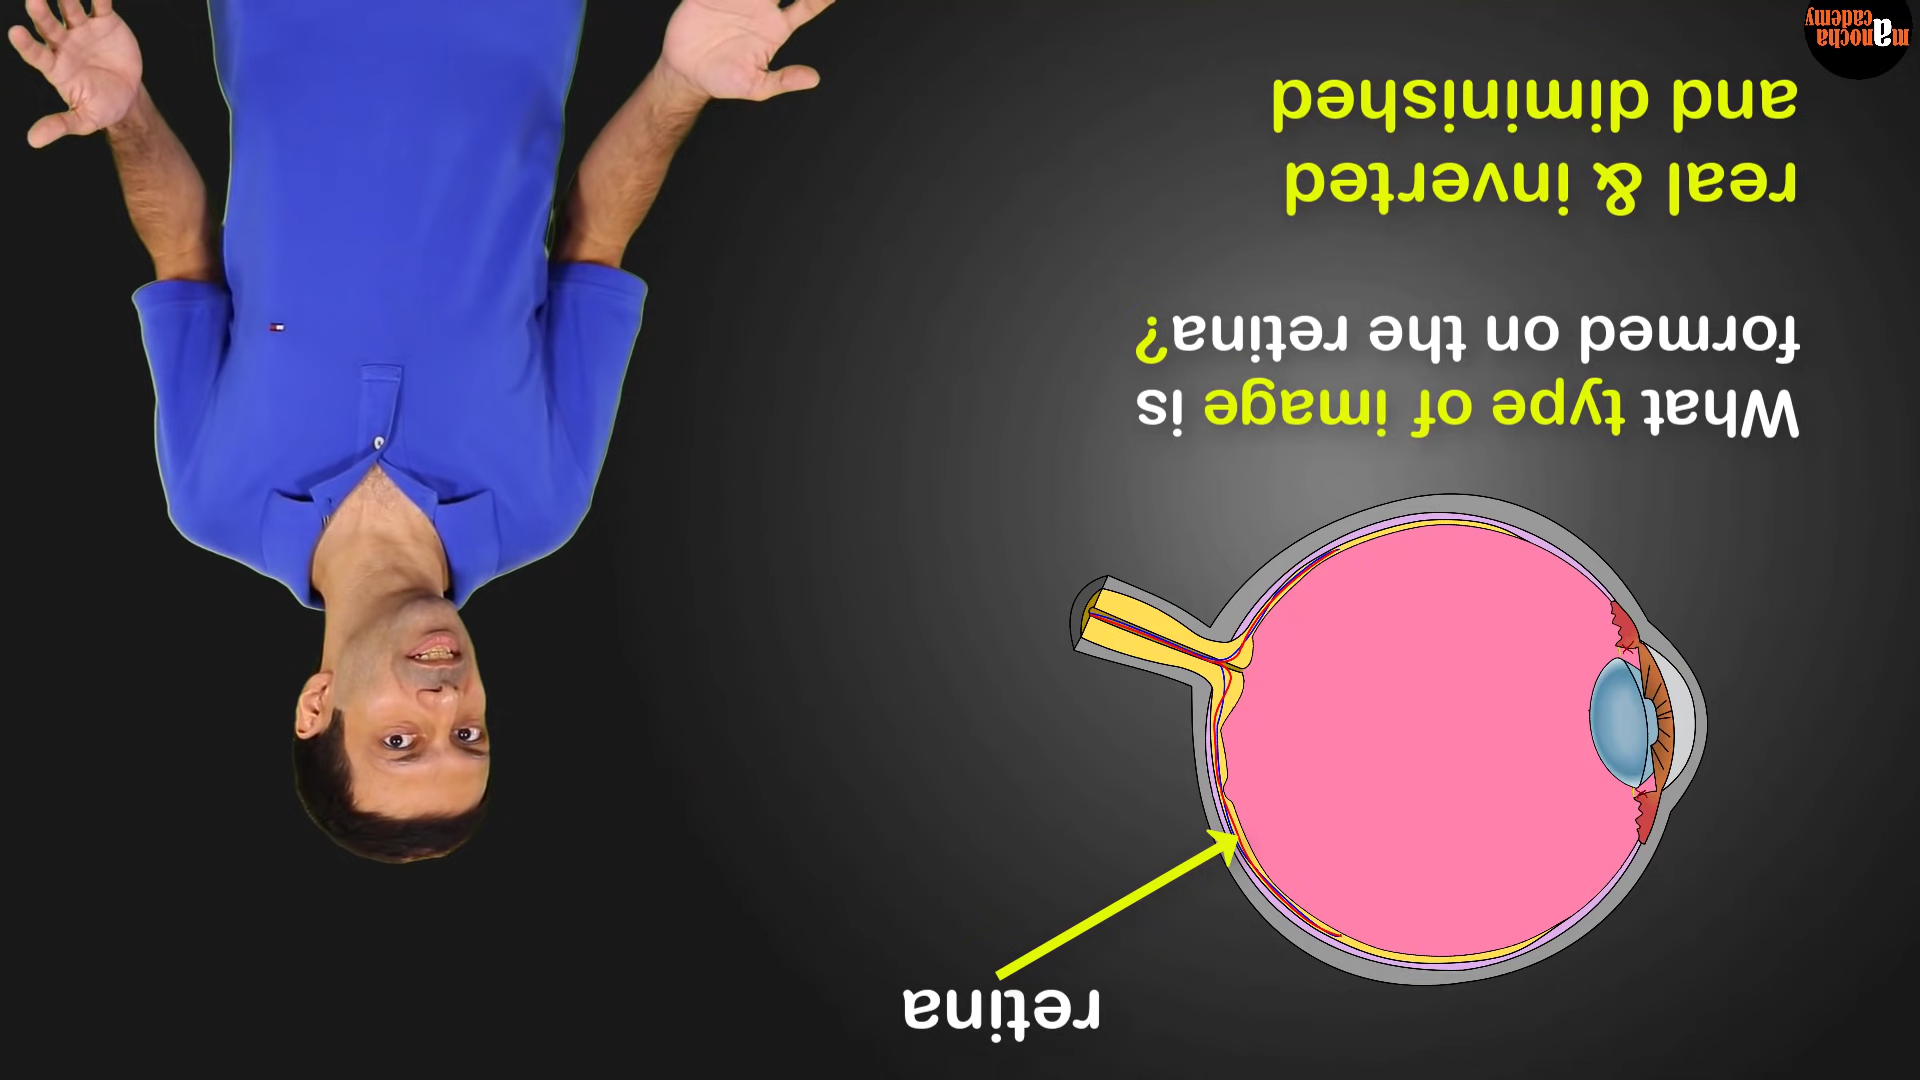 retina
What type of image is
formed on the retina?
real & inverted
and diminished
manocha
academy